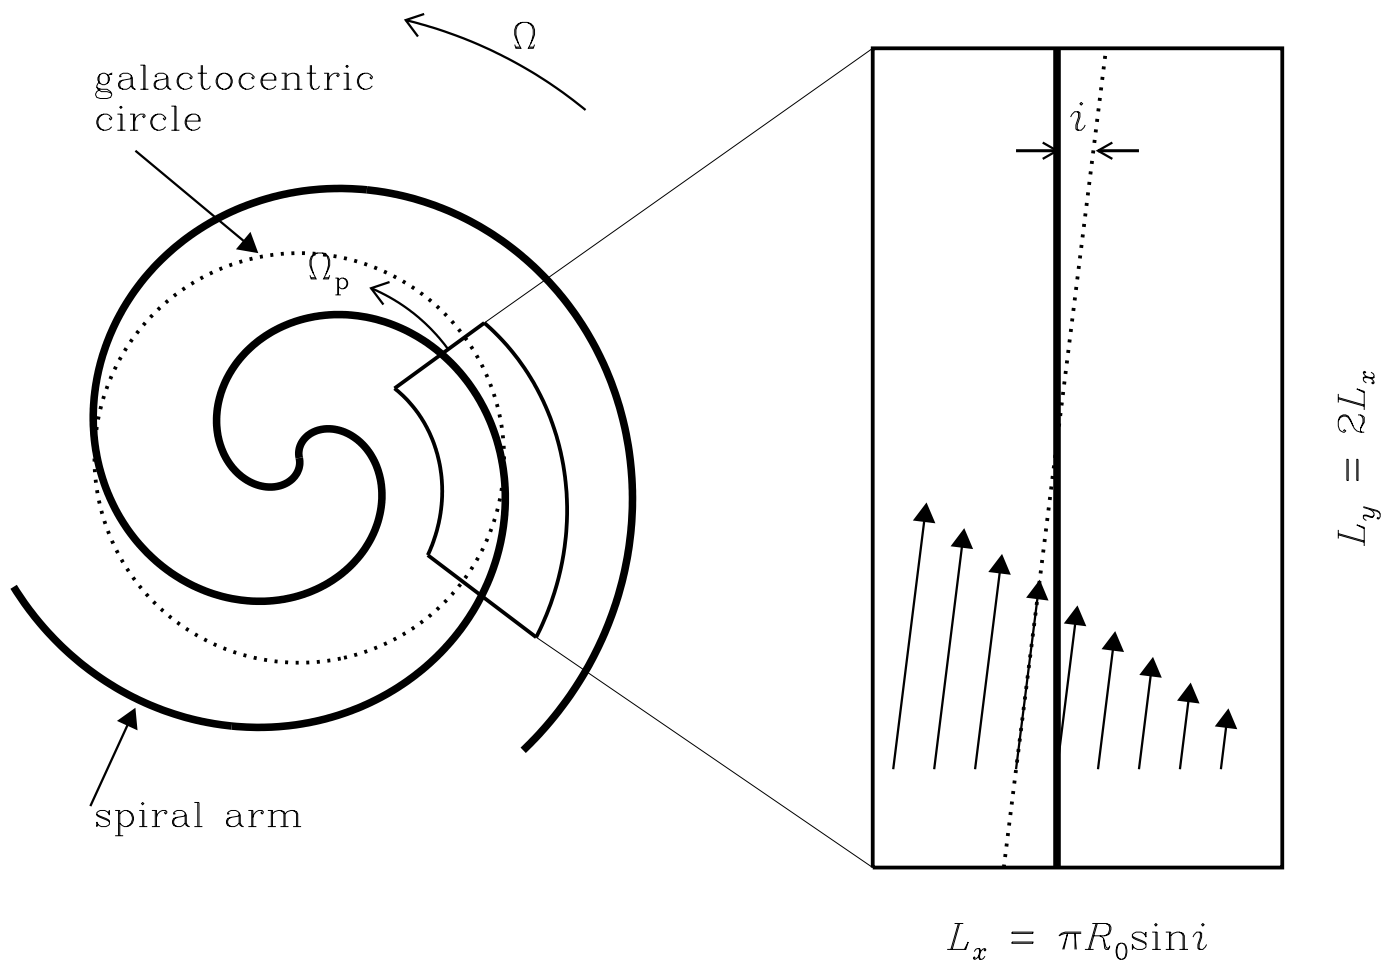 Ω
galactocentric
circle
i
Ωp
Ly = 2Lx
spiral arm
Lx = πR0sini